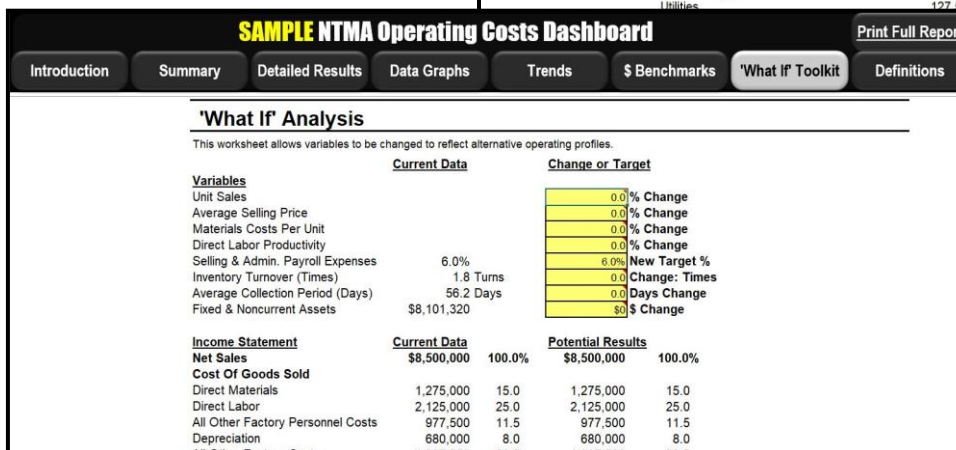 Utilities 127
SAMPLE NTMA Operating Costs Dashboard
Print Full Repor
Introduction Summary Detailed Results Data Graphs Trends $ Benchmarks 'What If' Toolkit Definitions
'What If' Analysis
This worksheet allows variables to be changed to reflect alternative operating profiles.
Current Data Change or Target
Variables
Unit Sales 0.0 % Change
Average Selling Price 0.0 % Change
Materials Costs Per Unit 0.0 % Change
Direct Labor Productivity 0.0 % Change
Selling & Admin. Payroll Expenses 6.0% 6.0% New Target %
Inventory Turnover (Times) 1.8 Turns 0.0 Change: Times
Average Collection Period (Days) 56.2 Days 0.0 Days Change
Fixed & Noncurrent Assets $8,101,320 $0 $ Change
Income Statement Current Data Potential Results
Net Sales $8,500,000 100.0% $8,500,000 100.0%
Cost Of Goods Sold
Direct Materials 1,275,000 15.0 1,275,000 15.0
Direct Labor 2,125,000 25.0 2,125,000 25.0
All Other Factory Personnel Costs 977,500 11.5 977,500 11.5
Depreciation 680,000 8.0 680,000 8.0